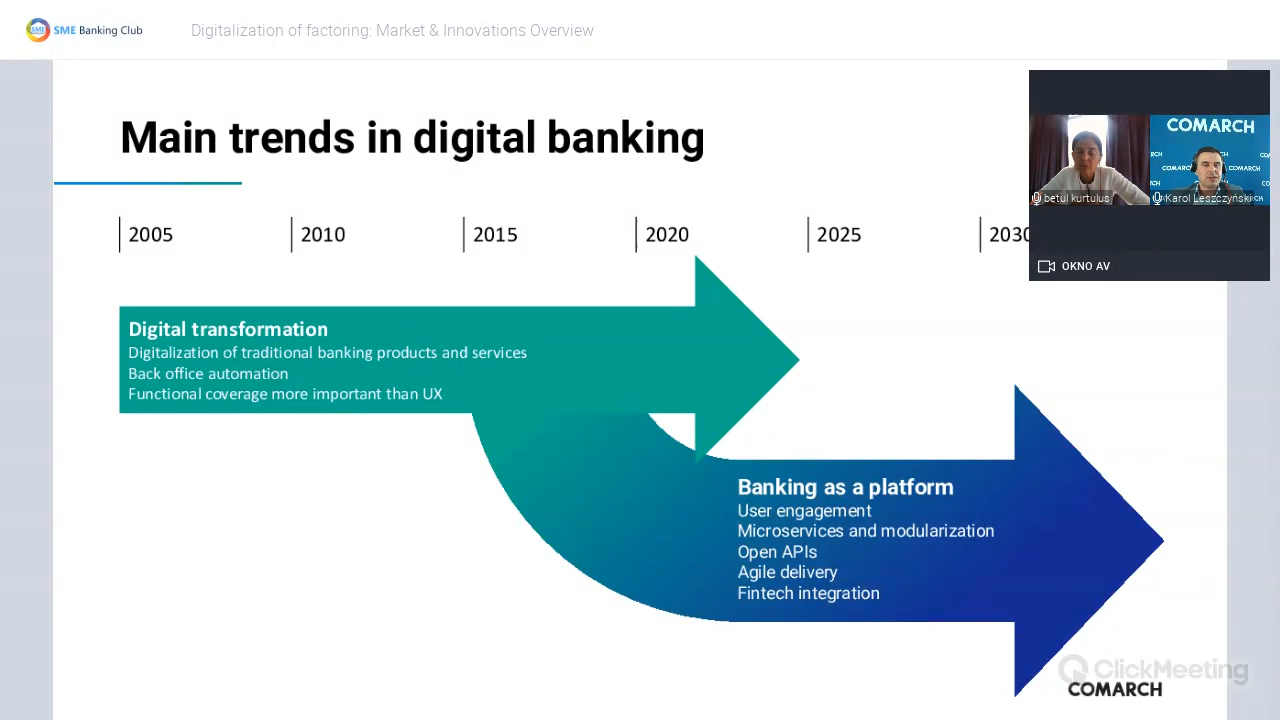 SME
SME Banking Club
Digitalization of factoring: Market & Innovations Overview
Main trends in digital banking
COMARCH
COMARCH
COMARCH
betul kurtulus
Karol Leszczyński
OKNO AV
2005
2010
2015
2020
2025
2030
Digital transformation
Digitalization of traditional banking products and services
Back office automation
Functional coverage more important than UX
Banking as a platform
User engagement
Microservices and modularization
Open APIs
Agile delivery
Fintech integration
ClickMeeting
COMARCH